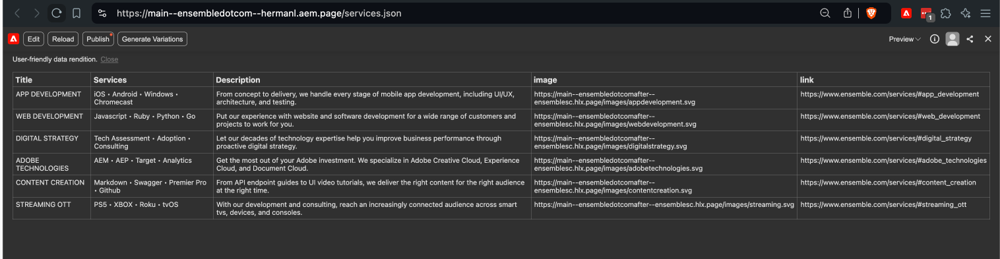 https://main--ensembledotcom--hermanl.aem.page/services.json
1
Edit
Reload
Publish
Generate Variations
Preview
User-friendly data rendition. Close
Title
Services
Description
image
link
APP DEVELOPMENT
iOS • Android • Windows •
Chromecast
From concept to delivery, we handle every stage of mobile app development, including UI/UX,
architecture, and testing.
https://main--ensembledotcomafter--
ensemblesc.hlx.page/images/appdevelopment.svg
https://www.ensemble.com/services/#app_development
WEB DEVELOPMENT
Javascript • Ruby • Python • Go
Put our experience with website and software development for a wide range of customers and
projects to work for you.
https://main--ensembledotcomafter--
ensemblesc.hlx.page/images/webdevelopment.svg
https://www.ensemble.com/services/#web_development
DIGITAL STRATEGY
Tech Assessment • Adoption •
Consulting
Let our decades of technology expertise help you improve business performance through
proactive digital strategy.
https://main--ensembledotcomafter--
ensemblesc.hlx.page/images/digitalstrategy.svg
https://www.ensemble.com/services/#digital_strategy
ADOBE
TECHNOLOGIES
AEM • AEP • Target • Analytics
Get the most out of your Adobe investment. We specialize in Adobe Creative Cloud, Experience
Cloud, and Document Cloud.
https://main--ensembledotcomafter--
ensemblesc.hlx.page/images/adobetechnologies.svg
https://www.ensemble.com/services/#adobe_technologies
CONTENT CREATION
Markdown • Swagger • Premier Pro
• Github
From API endpoint guides to UI video tutorials, we deliver the right content for the right audience
at the right time.
https://main--ensembledotcomafter--
ensemblesc.hlx.page/images/contentcreation.svg
https://www.ensemble.com/services/#content_creation
STREAMING OTT
PS5 • XBOX • Roku • tvOS
With our development and consulting, reach an increasingly connected audience across smart
tvs, devices, and consoles.
https://main--ensembledotcomafter--ensemblesc.hlx.page/images/streaming.svg
https://www.ensemble.com/services/#streaming_ott